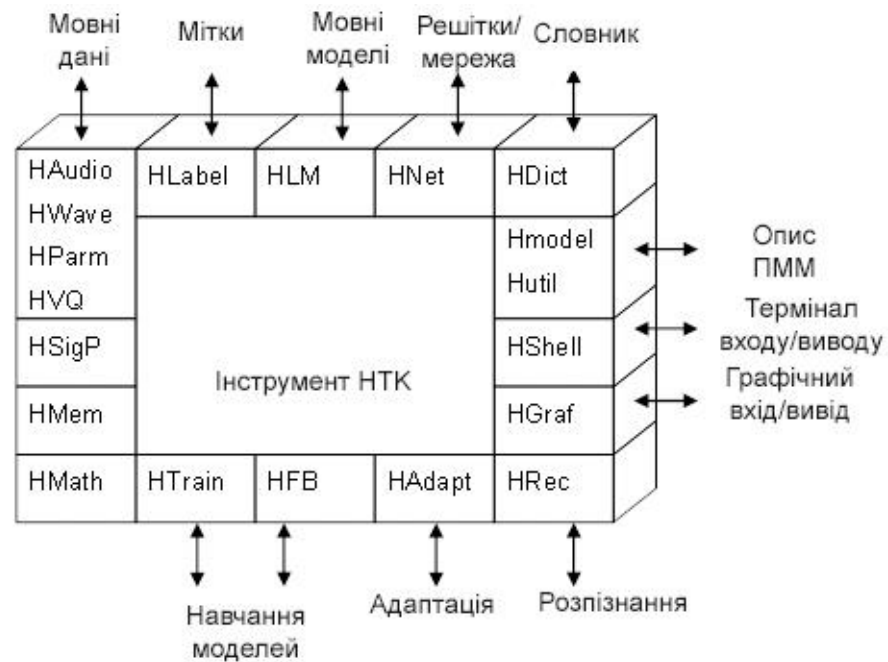 Мовні
дані
Мітки
Мовні
моделі
Решітки/
мережа
Словник
HAudio
HWave
HParm
HVQ
HLabel
HLM
HNet
HDict
Hmodel
Hutil
Опис
ПММ
HSigP
Інструмент НТК
HShell
Термінал
входу/виводу
HMem
HGraf
Графічний
вхід/вивід
HMath
HTrain
HFB
HAdapt
HRec
Навчання
моделей
Адаптація
Розпізнання